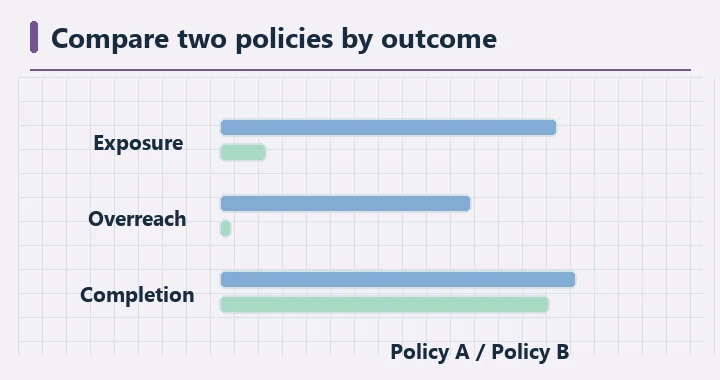 Compare two policies by outcome
Exposure
Overreach
Completion
Policy A / Policy B